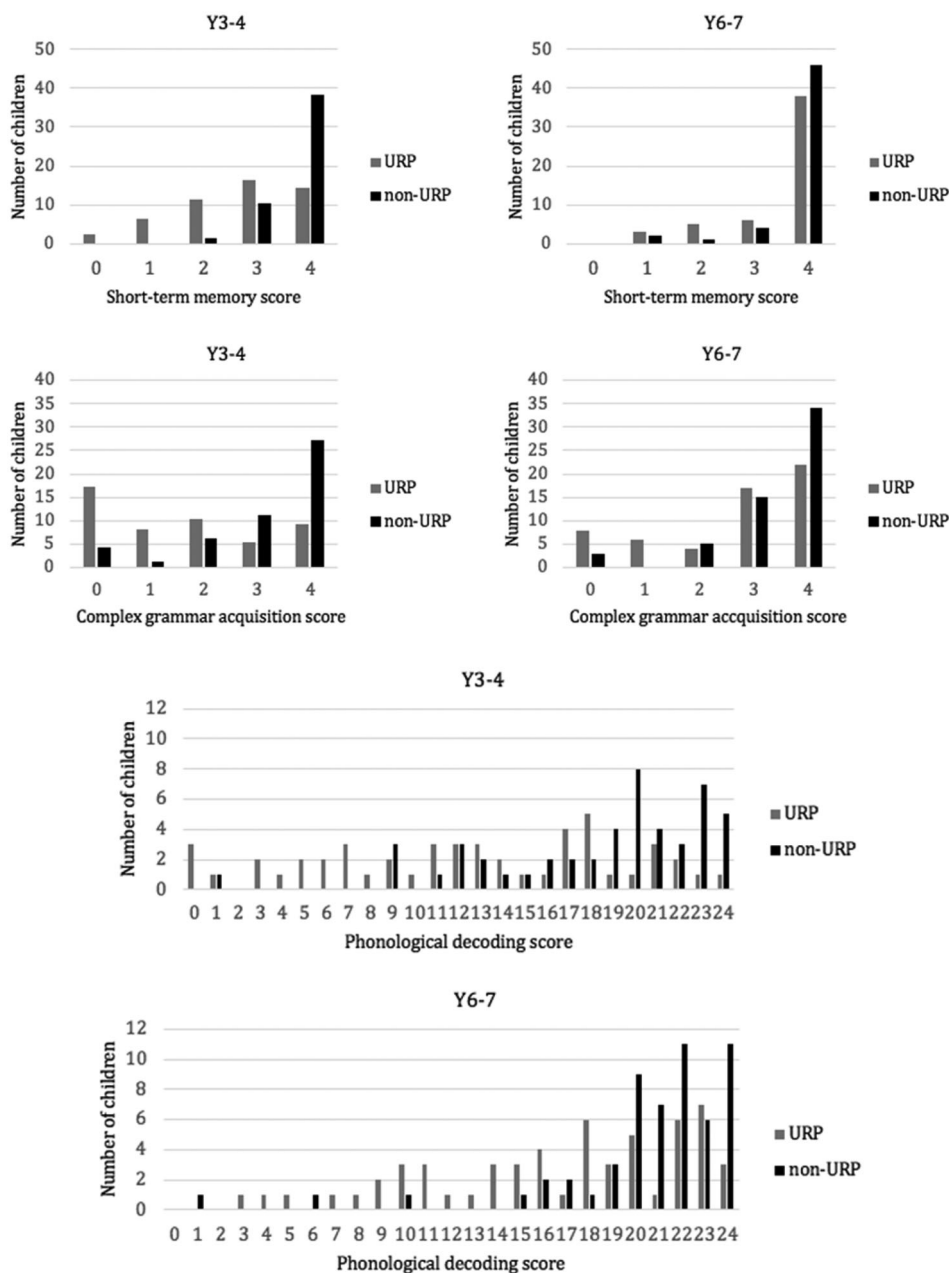 Y3-4
50
40
30
20
10
0
Number of children
0 1 2 3 4
Short-term memory score
URP
non-URP
Y6-7
50
40
30
20
10
0
Number of children
0 1 2 3 4
Short-term memory score
URP
non-URP
Y3-4
40
35
30
25
20
15
10
5
0
Number of children
0 1 2 3 4
Complex grammar acquisition score
URP
non-URP
Y6-7
40
35
30
25
20
15
10
5
0
Number of children
0 1 2 3 4
Complex grammar accquisition score
URP
non-URP
Y3-4
12
10
8
6
4
2
0
Number of children
0 1 2 3 4 5 6 7 8 9 10 11 12 13 14 15 16 17 18 19 20 21 22 23 24
Phonological decoding score
URP
non-URP
Y6-7
12
10
8
6
4
2
0
Number of children
0 1 2 3 4 5 6 7 8 9 10 11 12 13 14 15 16 17 18 19 20 21 22 23 24
Phonological decoding score
URP
non-URP